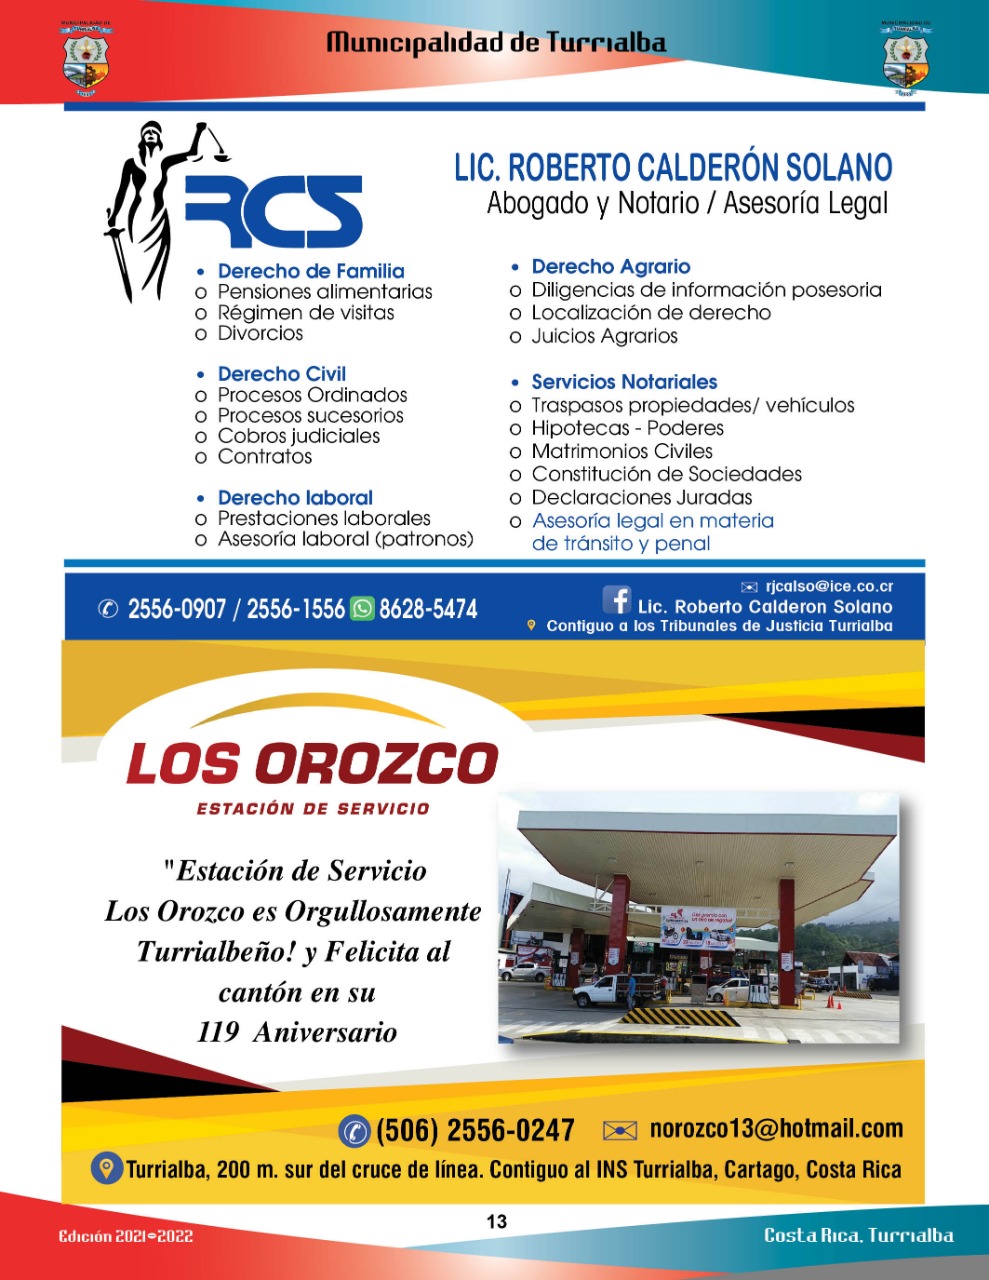 Municipalidad de Turrialba
RCS
LIC. ROBERTO CALDERÓN SOLANO
Abogado y Notario / Asesoría Legal
• Derecho de Familia
o Pensiones alimentarias
o Régimen de visitas
o Divorcios
• Derecho Civil
o Procesos Ordinados
o Procesos sucesorios
o Cobros judiciales
o Contratos
• Derecho laboral
o Prestaciones laborales
o Asesoría laboral (patronos)
• Derecho Agrario
o Diligencias de información posesoria
o Localización de derecho
o Juicios Agrarios
• Servicios Notariales
o Traspasos propiedades/ vehículos
o Hipotecas - Poderes
o Matrimonios Civiles
o Constitución de Sociedades
o Declaraciones Juradas
o Asesoría legal en materia
de tránsito y penal
2556-0907 / 2556-1556 8628-5474
rjcalso@ice.co.cr
Lic. Roberto Calderon Solano
Contiguo a los Tribunales de Justicia Turrialba
LOS OROZCO
ESTACIÓN DE SERVICIO
"Estación de Servicio
Los Orozco es Orgullosamente
Turrialbeño! y Felicita al
cantón en su
119 Aniversario
(506) 2556-0247 norozco13@hotmail.com
Turrialba, 200 m. sur del cruce de línea. Contiguo al INS Turrialba, Cartago, Costa Rica
13
Edición 2021-2022
Costa Rica, Turrialba